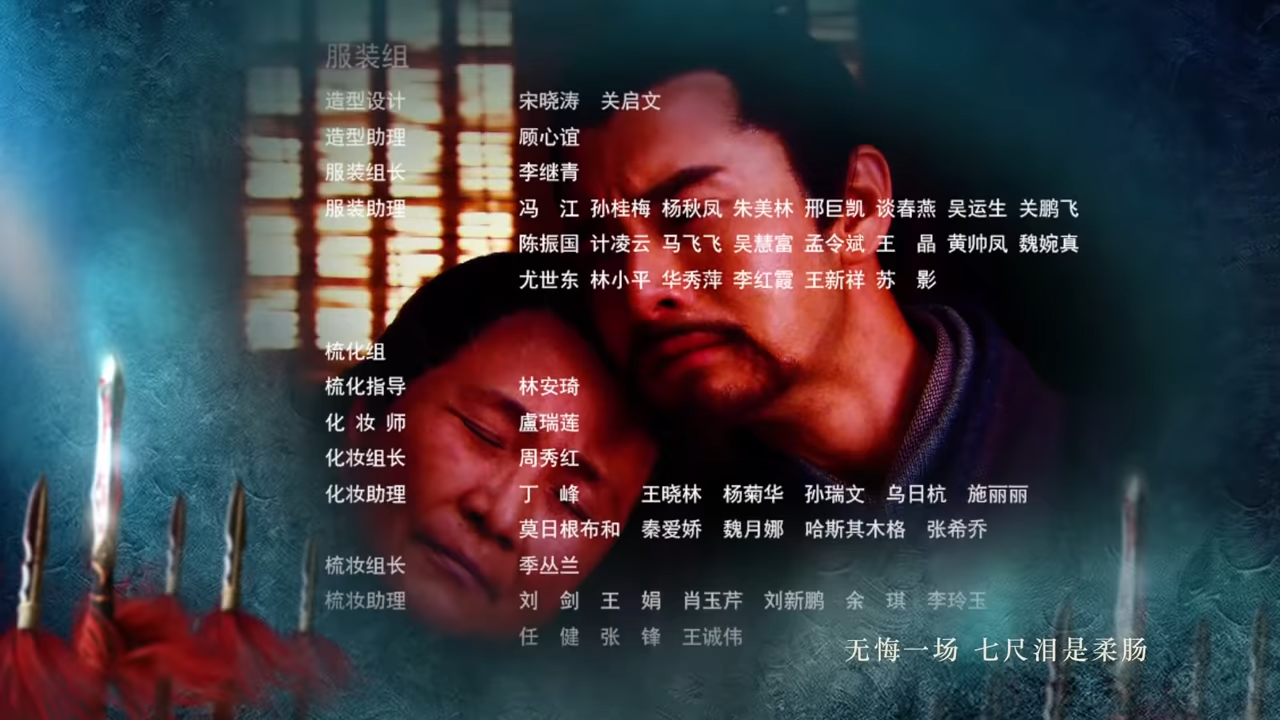 服装组
造型设计 宋晓涛 关启文
造型助理 顾心谊
服装组长 李继青
服装助理 冯 江 孙桂梅 杨秋凤 朱美林 邢巨凯 谈春燕 吴运生 关鹏飞
陈振国 计凌云 马飞飞 吴慧富 孟令斌 王 晶 黄帅凤 魏婉真
尤世东 林小平 华秀萍 李红霞 王新祥 苏 影
梳化组
梳化指导 林安琦
化 妆 师 盧瑞莲
化妆组长 周秀红
化妆助理 丁 峰 王晓林 杨菊华 孙瑞文 乌日杭 施丽丽
莫日根布和 秦爱娇 魏月娜 哈斯其木格 张希乔
梳妆组长 季丛兰
梳妆助理 刘 剑 王 娟 肖玉芹 刘新鹏 余 琪 李玲玉
任 健 张 锋 王诚伟
无悔一场 七尺泪是柔肠